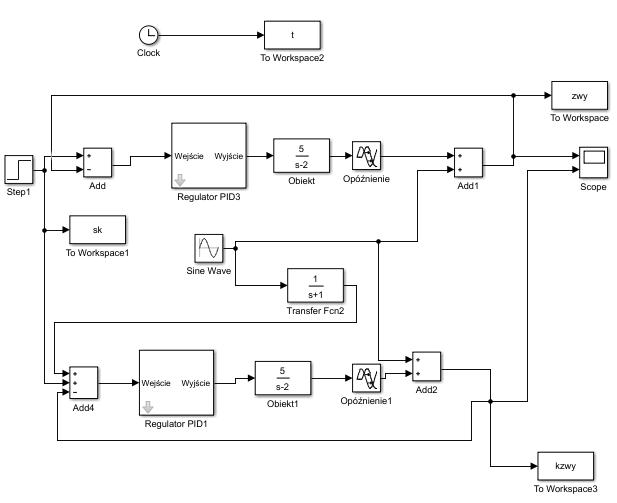 t
Clock
To Workspace2
zwy
To Workspace
+
−
Wejście Wyjście
5
s-2
+
+
Step1
Add
Regulator PID3
Obiekt
Opóźnienie
Add1
Scope
sk
To Workspace1
Sine Wave
1
s+1
Transfer Fcn2
+
+
−
Wejście Wyjście
5
s-2
+
+
Add4
Regulator PID1
Obiekt1
Opóźnienie1
Add2
kzwy
To Workspace3